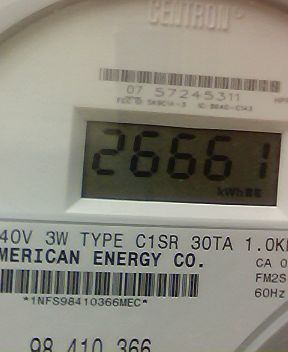 CENTRON®
07 57245311
26661
kWh
40V 3W TYPE C1SR 30TA 1.0K
MERICAN ENERGY CO.
CA 0
FM2S
60Hz
*1NFS98410366MEC*
98 410 366